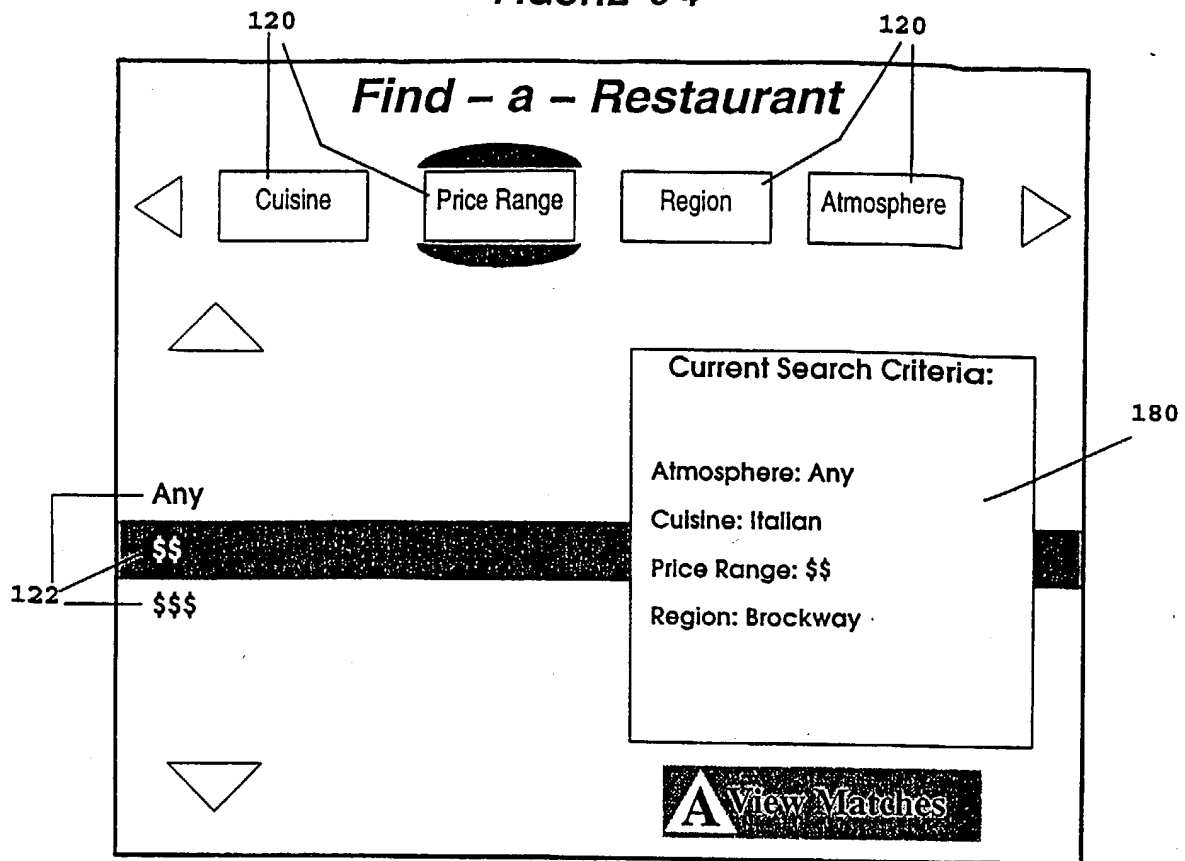 120
120
Find – a – Restaurant
Cuisine
Price Range
Region
Atmosphere
Current Search Criteria:
180
Atmosphere: Any
Any
Cuisine: Italian
$$
Price Range: $$
122
$$$
Region: Brockway
A View Matches